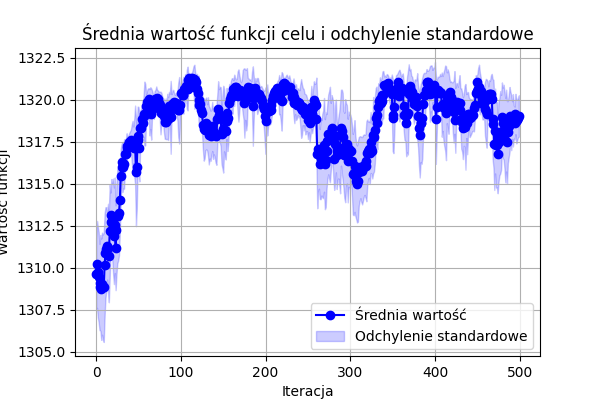 Średnia wartość funkcji celu i odchylenie standardowe
1322.5
1320.0
1317.5
1315.0
1312.5
1310.0
1307.5
1305.0
Wartość funkcji
Średnia wartość
Odchylenie standardowe
0
100
200
300
400
500
Iteracja